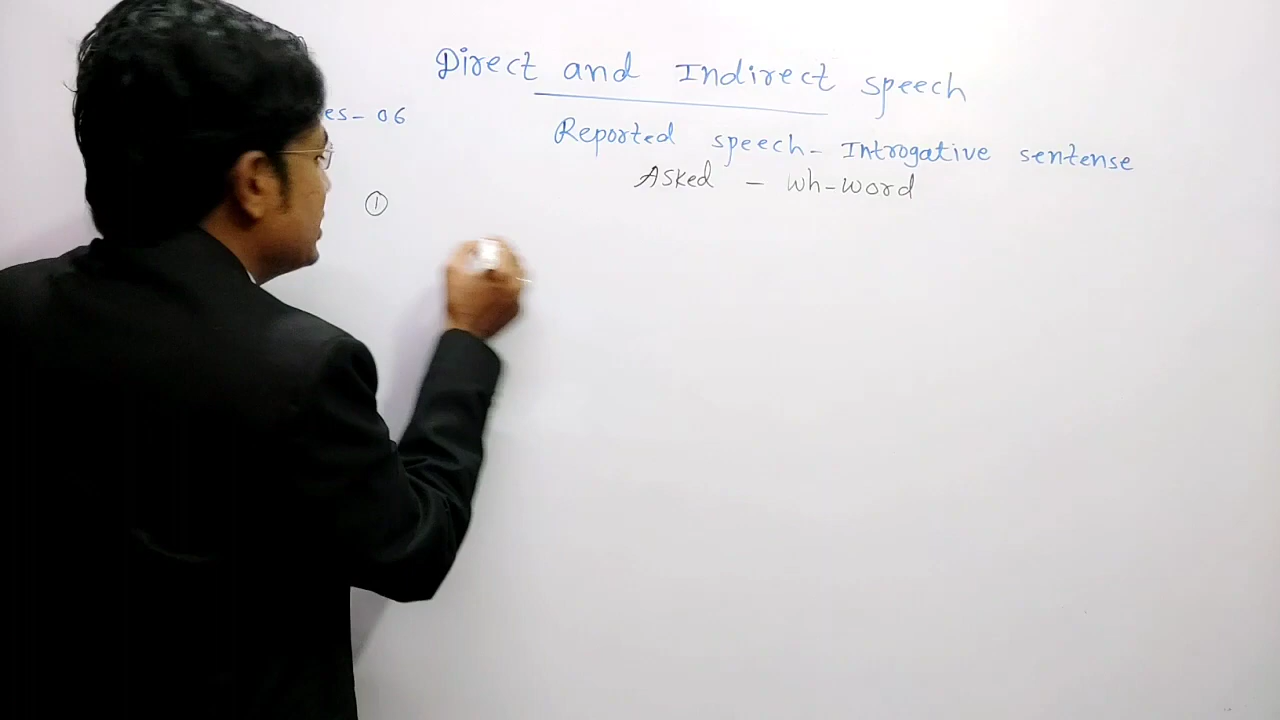 Direct and Indirect speech
es- 06
Reported speech- Introgative sentense
Asked - Wh-word
①